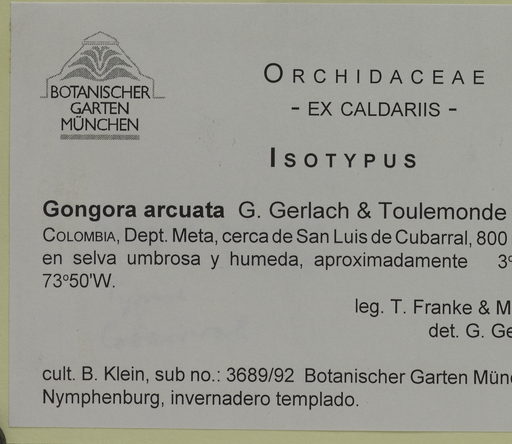 BOTANISCHER
GARTEN
MÜNCHEN
ORCHIDACEAE
- EX CALDARIIS -
ISOTYPUS
Gongora arcuata G. Gerlach & Toulemonde
COLOMBIA, Dept. Meta, cerca de San Luis de Cubarral, 800
en selva umbrosa y humeda, aproximadamente 3º
73º50'W.
leg. T. Franke & M
det. G. Ge
cult. B. Klein, sub no.: 3689/92 Botanischer Garten Mün
Nymphenburg, invernadero templado.